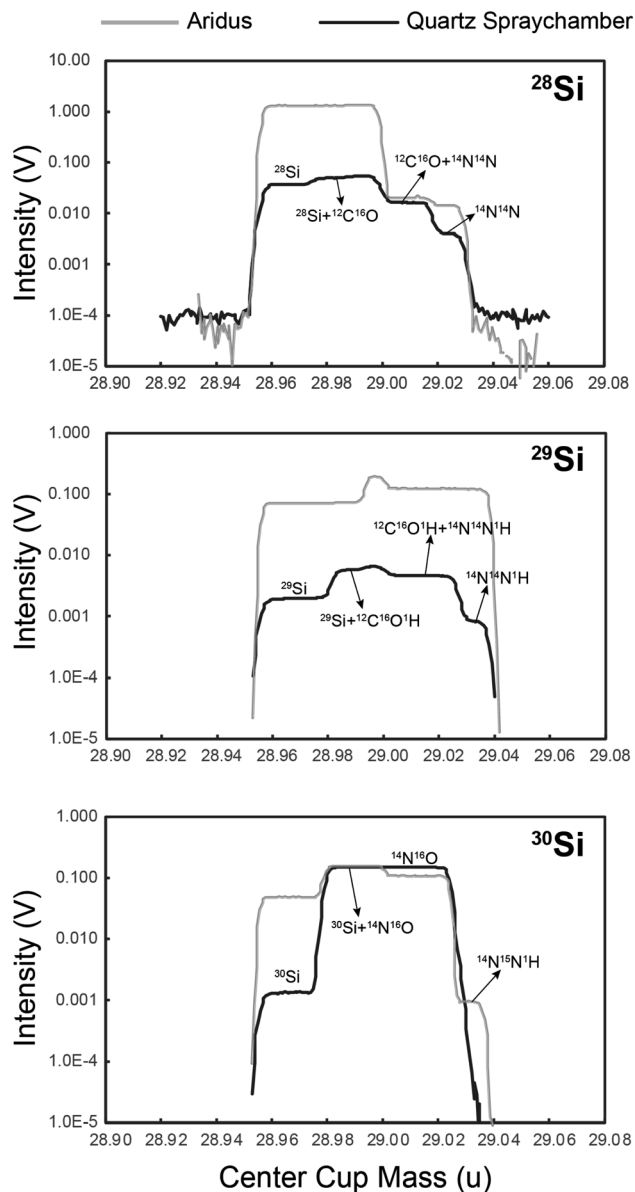 Aridus Quartz Spraychamber
²⁸Si
Intensity (V)
10.00
1.000
0.100
0.010
0.001
1.0E-4
1.0E-5
²⁸Si
²⁸Si+¹²C¹⁶O
¹²C¹⁶O+¹⁴N¹⁴N
¹⁴N¹⁴N
28.90 28.92 28.94 28.96 28.98 29.00 29.02 29.04 29.06 29.08
²⁹Si
Intensity (V)
1.000
0.100
0.010
0.001
1.0E-4
1.0E-5
¹²C¹⁶O¹H+¹⁴N¹⁴N¹H
²⁹Si
¹⁴N¹⁴N¹H
²⁹Si+¹²C¹⁶O¹H
28.90 28.92 28.94 28.96 28.98 29.00 29.02 29.04 29.06 29.08
³⁰Si
Intensity (V)
1.000
0.100
0.010
0.001
1.0E-4
1.0E-5
¹⁴N¹⁶O
³⁰Si+¹⁴N¹⁶O
³⁰Si
¹⁴N¹⁵N¹H
28.90 28.92 28.94 28.96 28.98 29.00 29.02 29.04 29.06 29.08
Center Cup Mass (u)